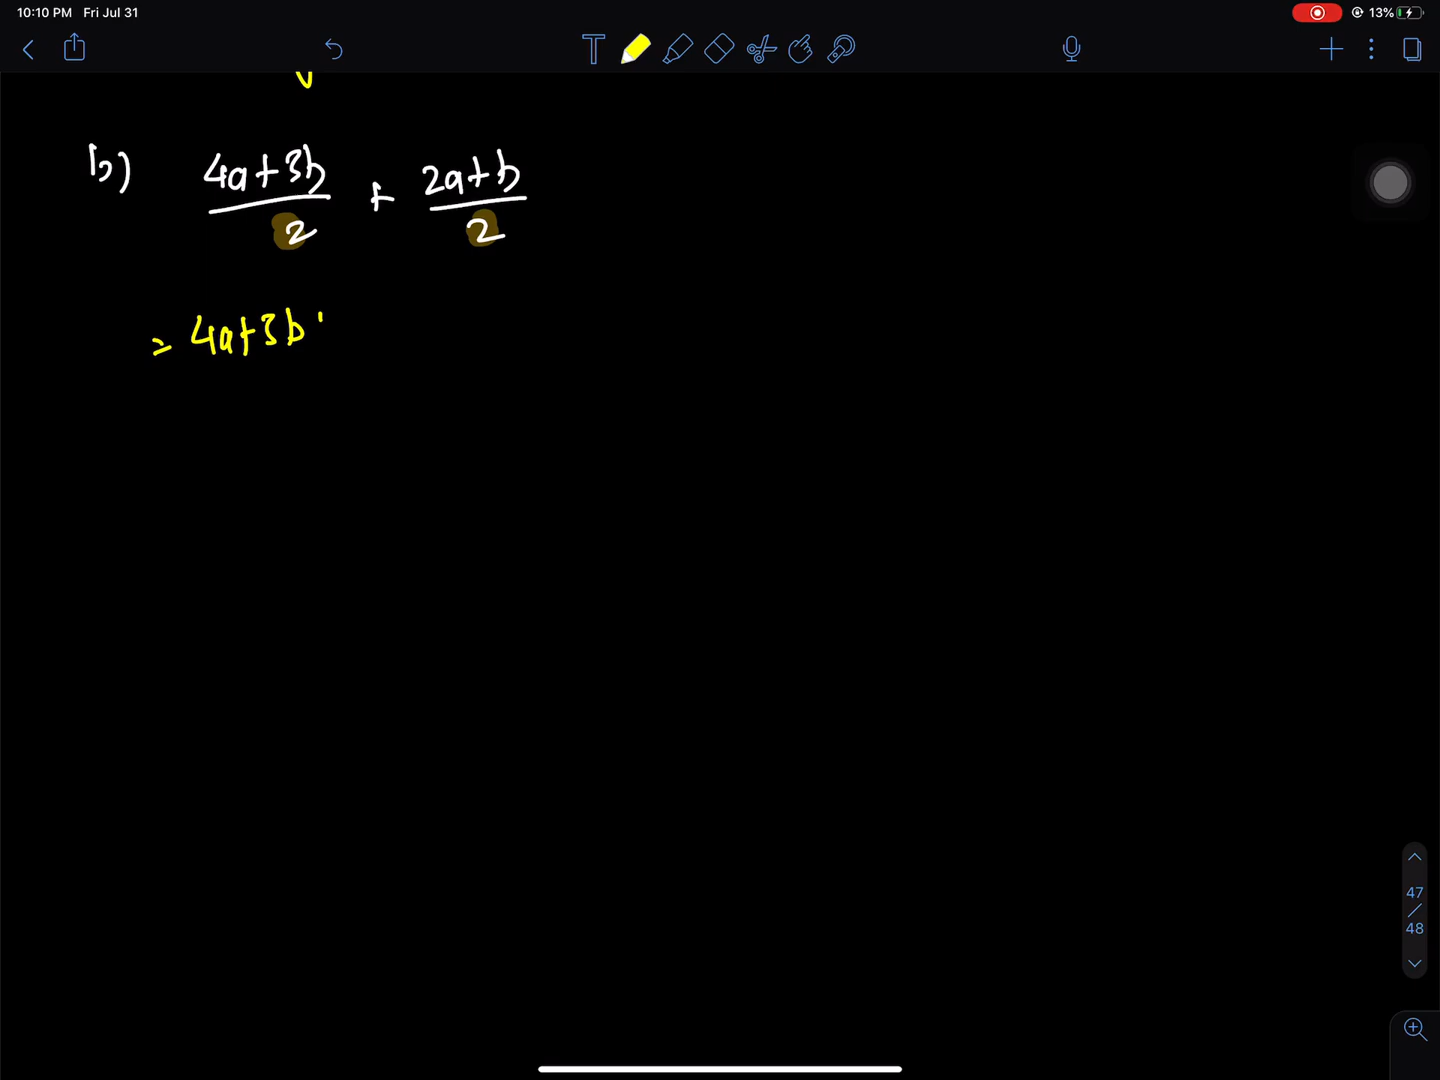 10:10 PM Fri Jul 31
13%
T
b) 4a+3b/2 + 2a+b/2
= 4a+3b
47
48